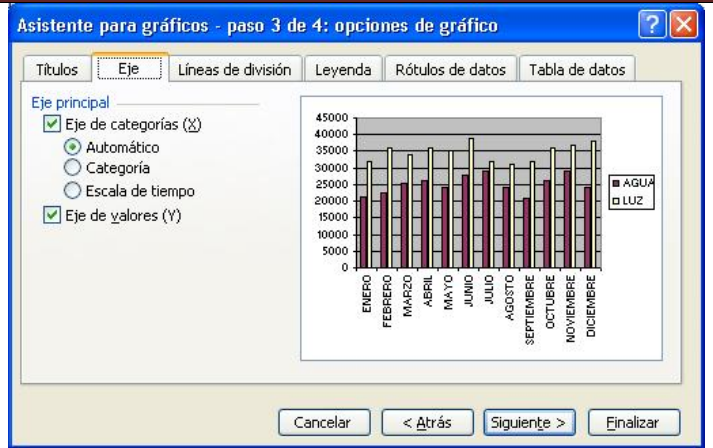 Asistente para gráficos - paso 3 de 4: opciones de gráfico
Títulos Eje Líneas de división Leyenda Rótulos de datos Tabla de datos
Eje principal
Eje de categorías (X)
Automático
Categoría
Escala de tiempo
Eje de valores (Y)
45000
40000
35000
30000
25000
20000
15000
10000
5000
0
ENERO
FEBRERO
MARZO
ABRIL
MAYO
JUNIO
JULIO
AGOSTO
SEPTIEMBRE
OCTUBRE
NOVIEMBRE
DICIEMBRE
AGUA
LUZ
Cancelar < Atrás Siguiente > Finalizar